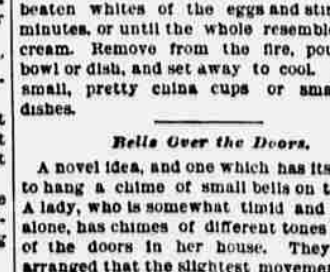 beaten whites of the eggs and stir
minutes, or until the whole resembl
cream. Remove from the fire, pou
bowl or dish, and set away to cool.
small, pretty china cups or sma
dishes.
Bells Over the Doors.
A novel idea, and one which has its
to hang a chime of small bells on t
A lady, who is somewhat timid and
alone, has chimes of different tones
of the doors in her house. They
arranged that the slightest movemen